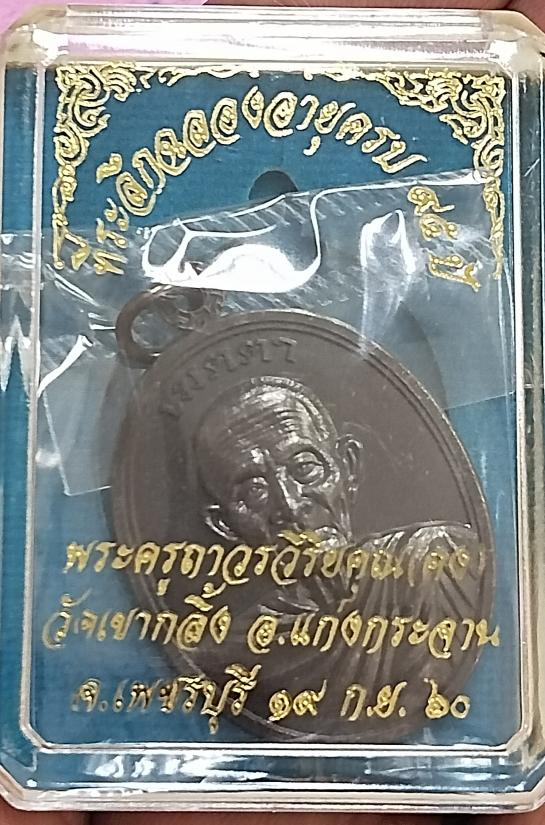 ที่ระลึกฉลองอายุครบ
พระครูถาวรวิริยคุณ(คง)
วัดเขากลิ้ง อ.แก่งกระจาน
จ.เพชรบุรี ๑๙ ก.ย. ๖๐